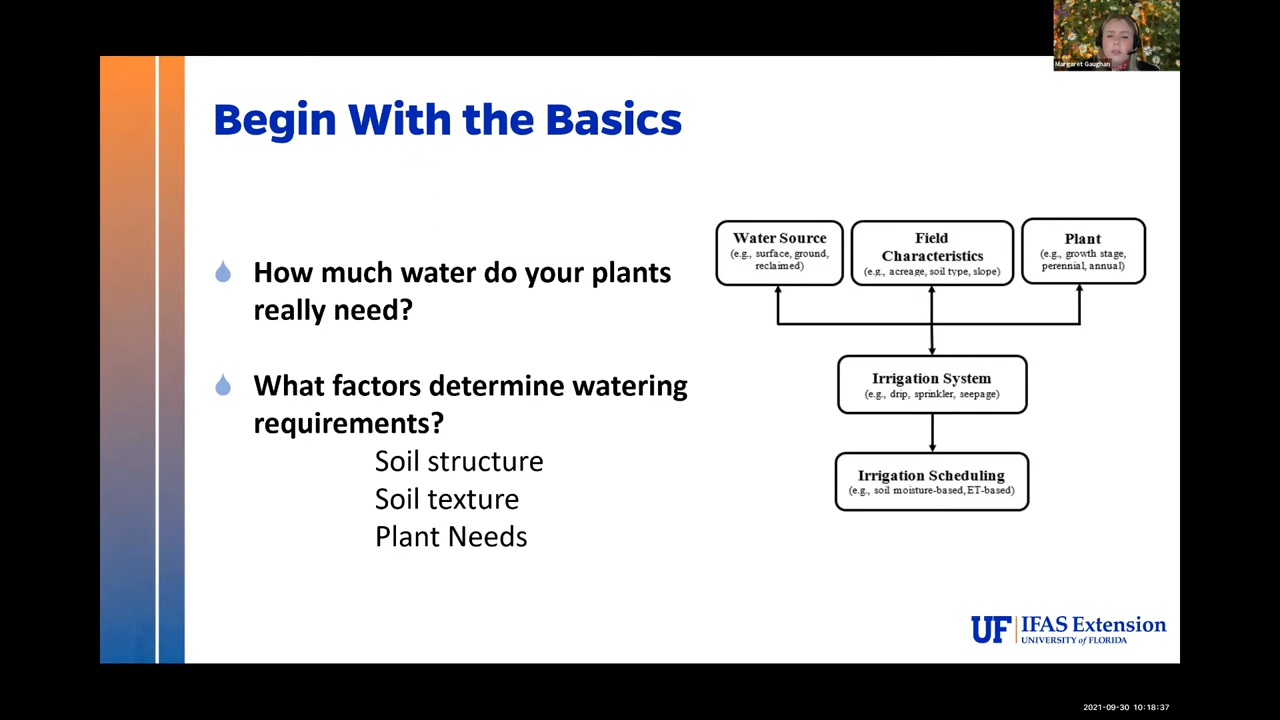 Margaret Gaughan
Begin With the Basics
How much water do your plants
really need?
What factors determine watering
requirements?
Soil structure
Soil texture
Plant Needs
Water Source
(e.g., surface, ground,
reclaimed)
Field
Characteristics
(e.g., acreage, soil type, slope)
Plant
(e.g., growth stage,
perennial, annual)
Irrigation System
(e.g., drip, sprinkler, seepage)
Irrigation Scheduling
(e.g., soil moisture-based, ET-based)
UF IFAS Extension
UNIVERSITY of FLORIDA
2021-09-30 10:18:37